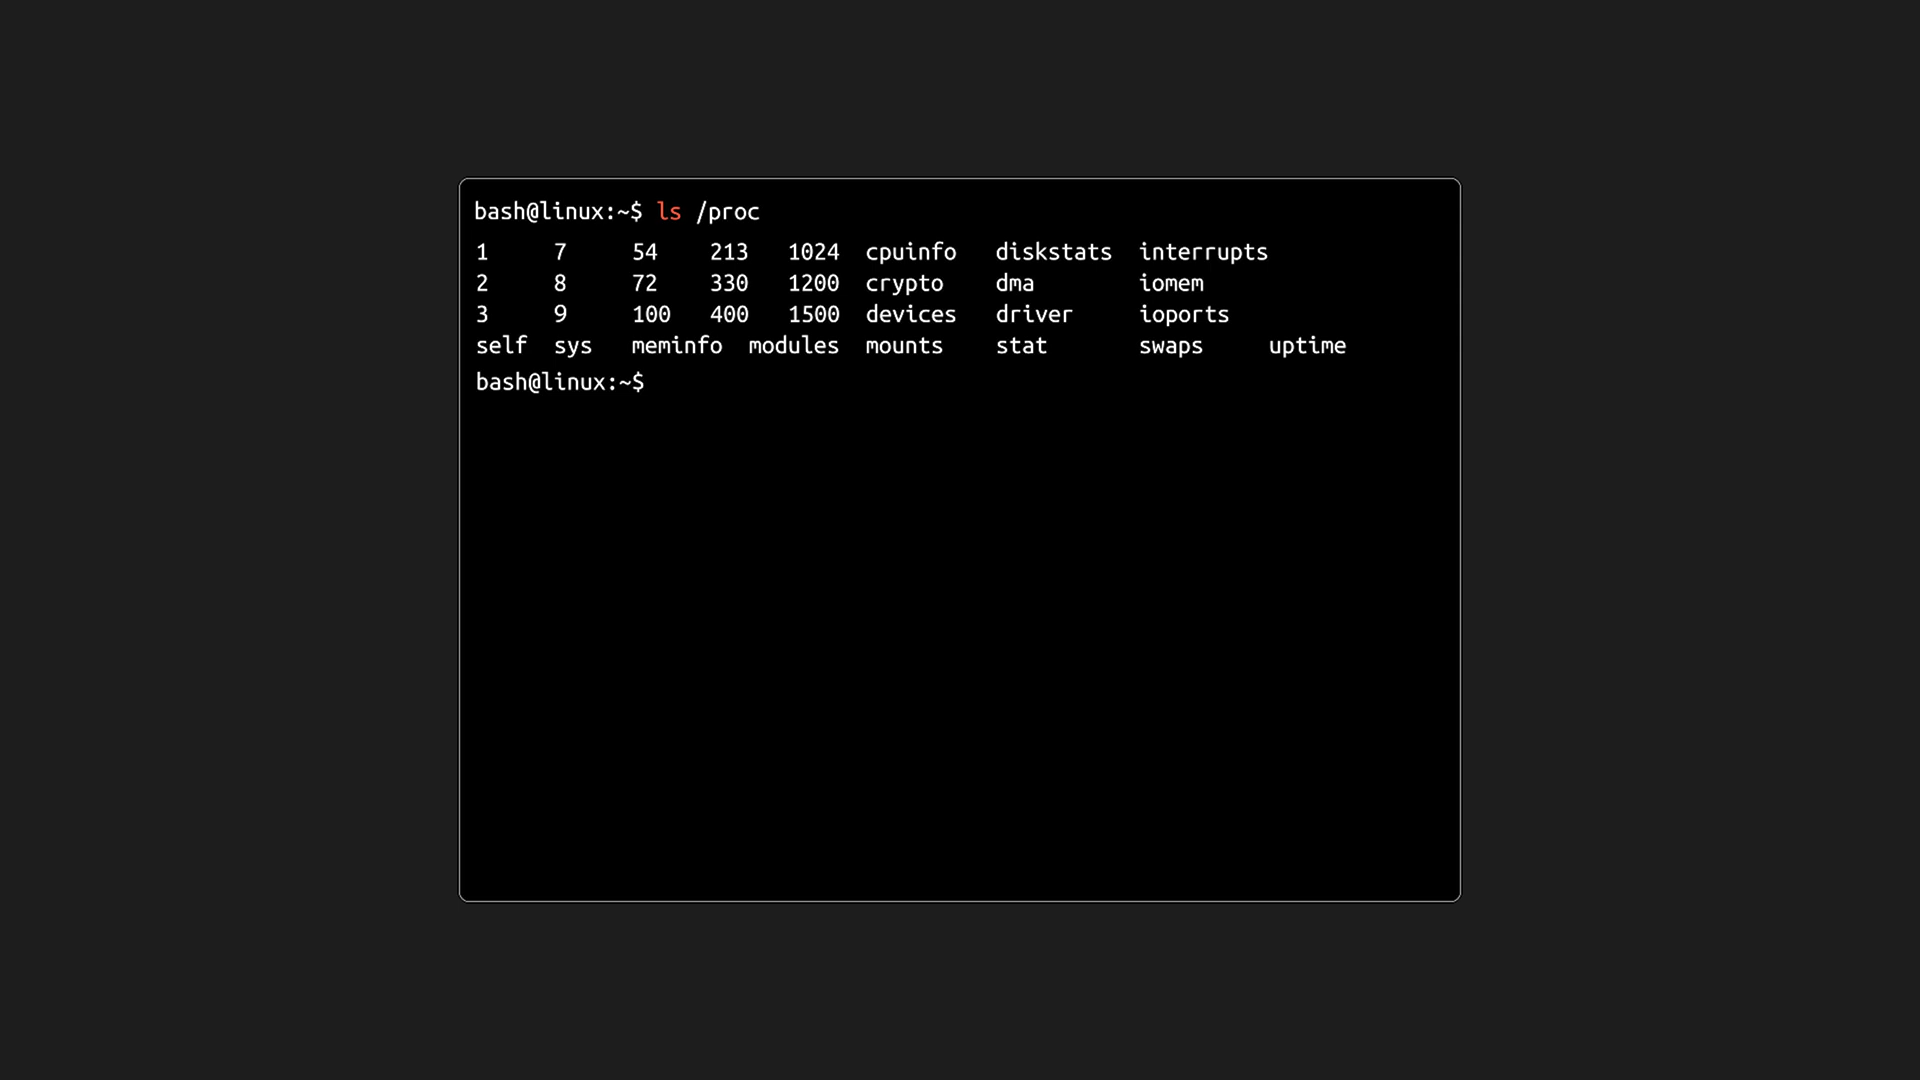 bash@linux:~$ ls /proc
1 7 54 213 1024 cpuinfo diskstats interrupts
2 8 72 330 1200 crypto dma iomem
3 9 100 400 1500 devices driver ioports
self sys meminfo modules mounts stat swaps uptime
bash@linux:~$